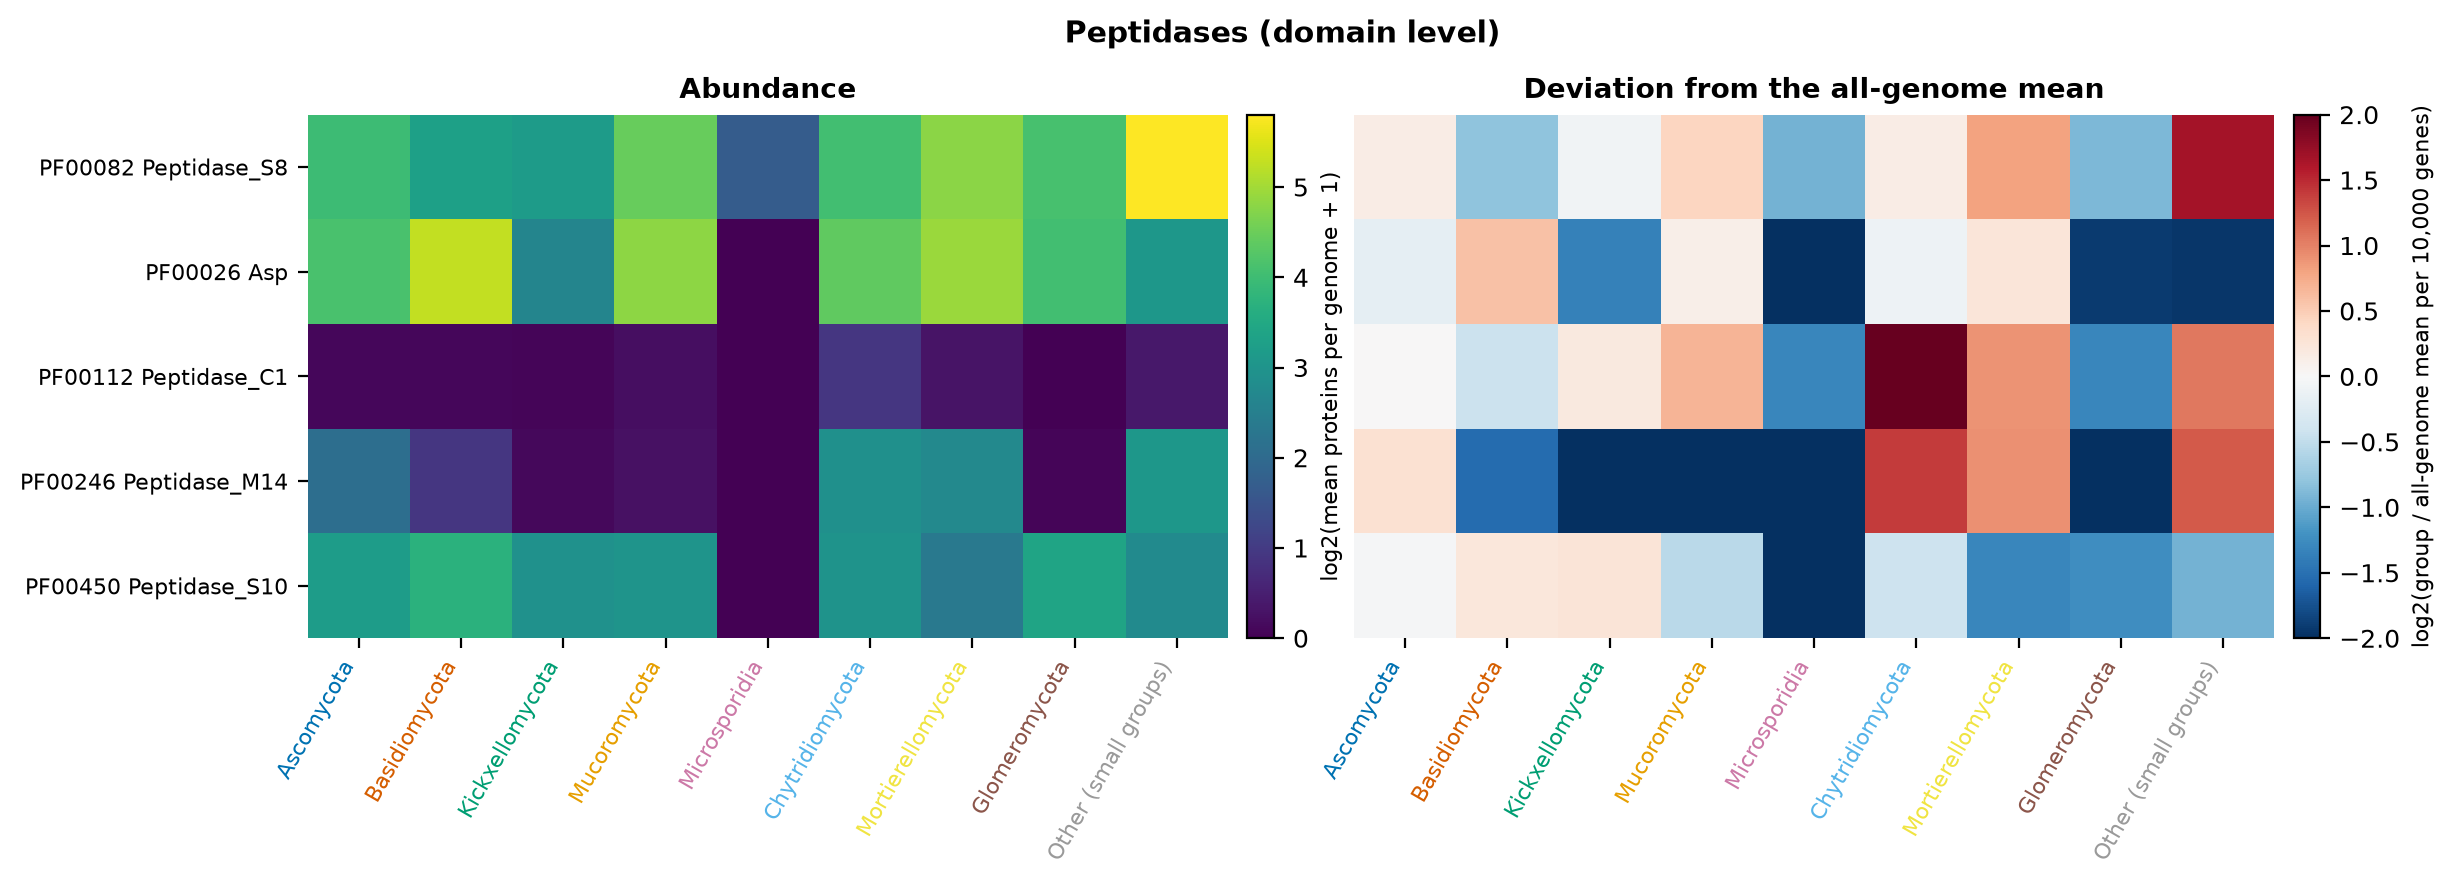 Peptidases (domain level)
Abundance
PF00082 Peptidase_S8
PF00026 Asp
PF00112 Peptidase_C1
PF00246 Peptidase_M14
PF00450 Peptidase_S10
Ascomycota
Basidiomycota
Kickxellomycota
Mucoromycota
Microsporidia
Chytridiomycota
Mortierellomycota
Glomeromycota
Other (small groups)
5
4
3
2
1
0
log2(mean proteins per genome + 1)
Deviation from the all-genome mean
Ascomycota
Basidiomycota
Kickxellomycota
Mucoromycota
Microsporidia
Chytridiomycota
Mortierellomycota
Glomeromycota
Other (small groups)
2.0
1.5
1.0
0.5
0.0
−0.5
−1.0
−1.5
−2.0
log2(group / all-genome mean per 10,000 genes)